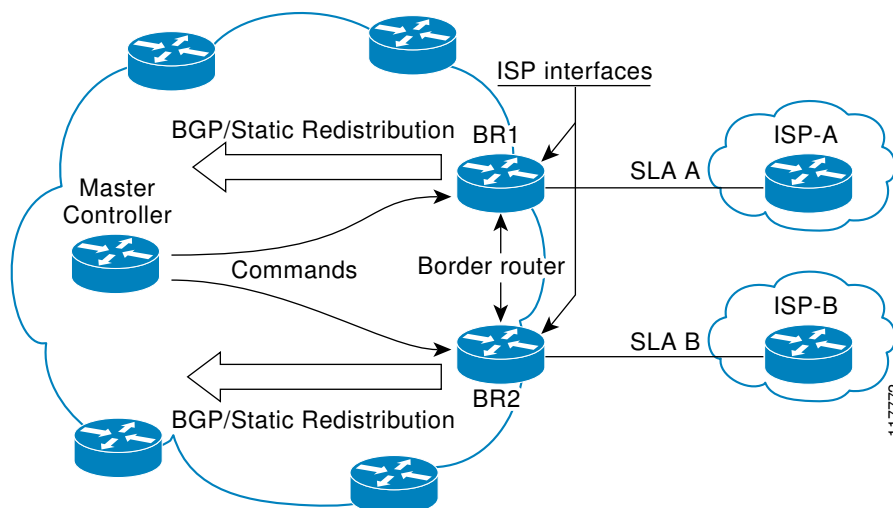 ISP interfaces
BGP/Static Redistribution
BR1
ISP-A
SLA A
Master
Controller
Commands
Border router
ISP-B
SLA B
BGP/Static Redistribution
BR2